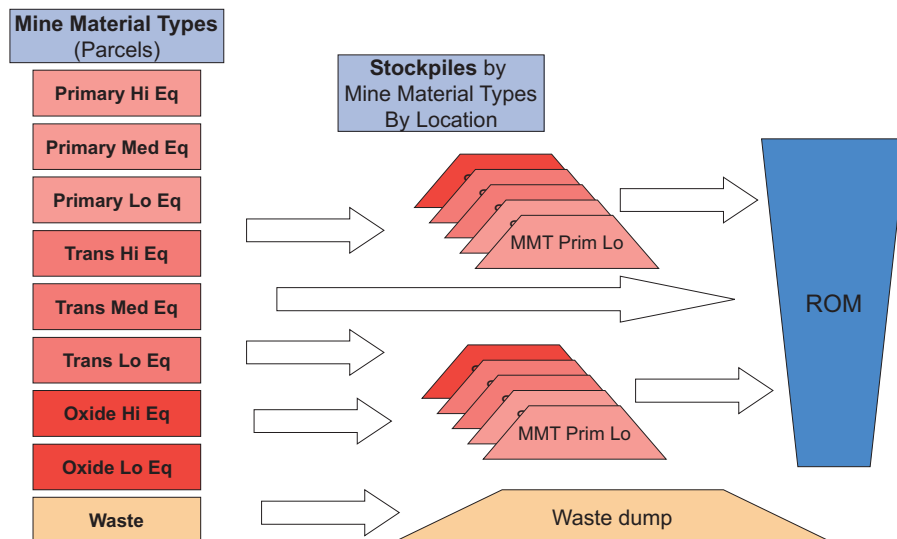 Mine Material Types
(Parcels)
Primary Hi Eq
Primary Med Eq
Primary Lo Eq
Trans Hi Eq
Trans Med Eq
Trans Lo Eq
Oxide Hi Eq
Oxide Lo Eq
Waste
Stockpiles by
Mine Material Types
By Location
MMT Prim Lo
MMT Prim Lo
Waste dump
ROM